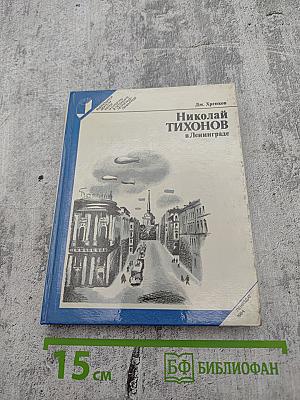 Дм. Хренков
Николай
ТИХОНОВ
в Ленинграде
15 см
БФ БИБЛИОФАН